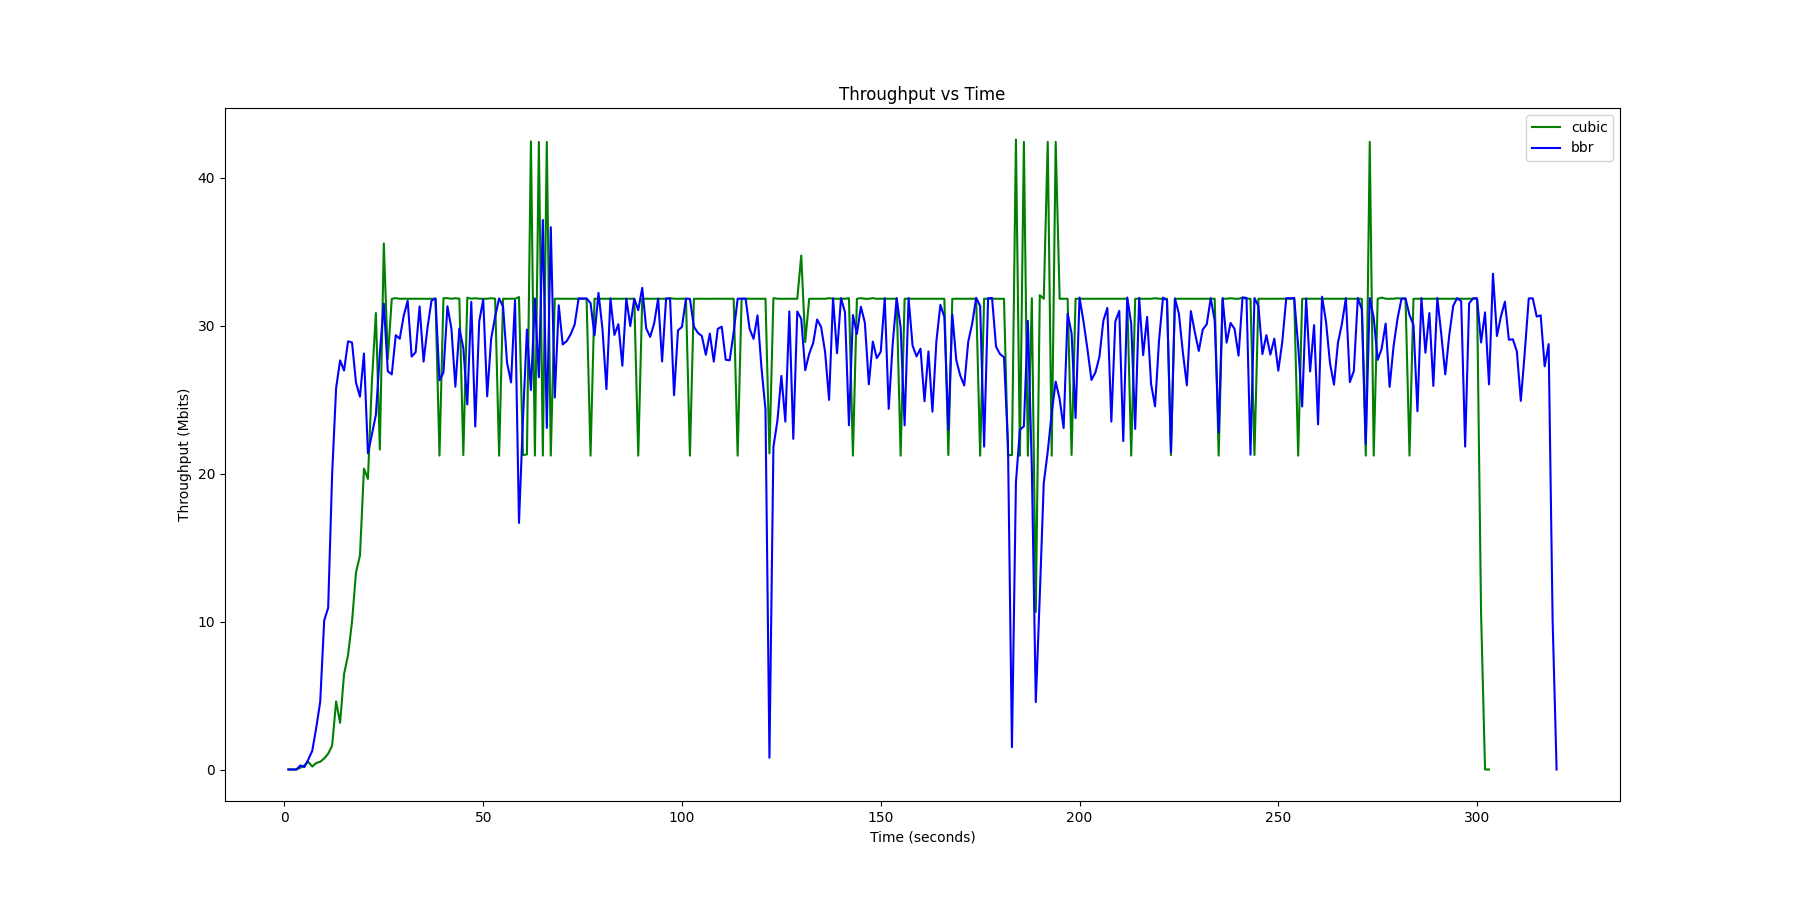 Throughput vs Time
cubic
bbr
Throughput (Mbits)
40
30
20
10
0
0 50 100 150 200 250 300
Time (seconds)